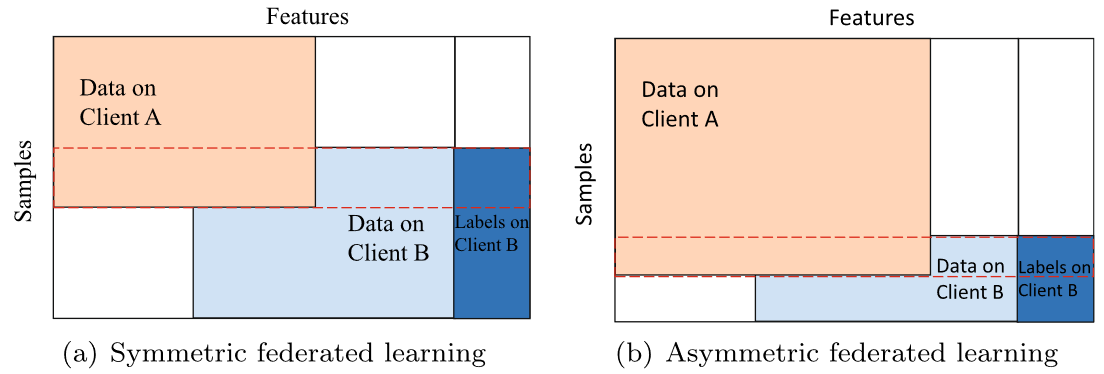 Features
Samples
Data on
Client A
Data on
Client B
Labels on
Client B
(a) Symmetric federated learning
Features
Samples
Data on
Client A
Data on
Client B
Labels on
Client B
(b) Asymmetric federated learning